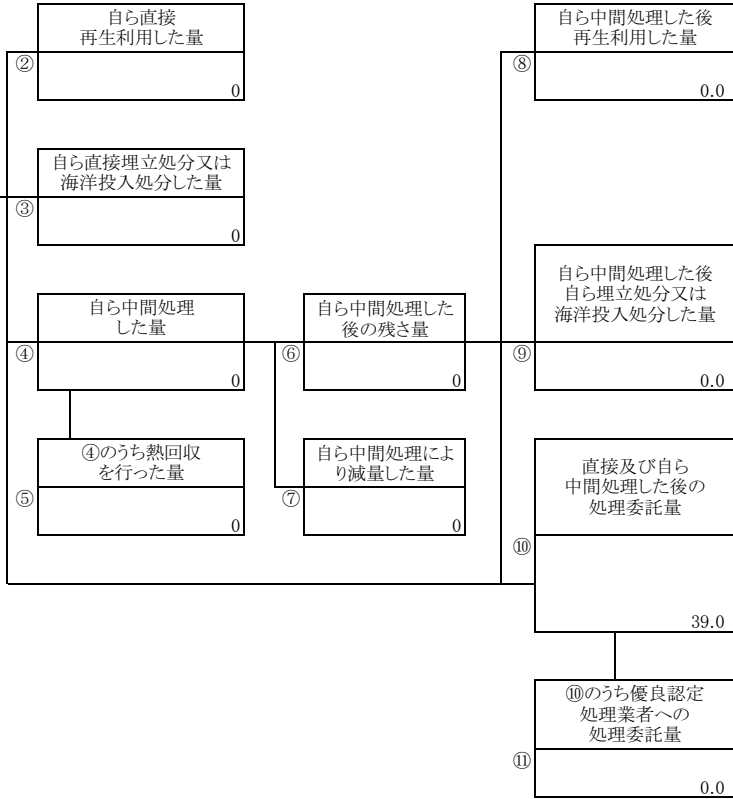 自ら直接
再生利用した量
②
0
自ら直接埋立処分又は
海洋投入処分した量
③
0
自ら中間処理
した量
④
0
④のうち熱回収
を行った量
⑤
0
自ら中間処理した
後の残さ量
⑥
0
自ら中間処理によ
り減量した量
⑦
0
自ら中間処理した後
再生利用した量
⑧
0.0
自ら中間処理した後
自ら埋立処分又は
海洋投入処分した量
⑨
0.0
直接及び自ら
中間処理した後の
処理委託量
⑩
39.0
⑩のうち優良認定
処理業者への
処理委託量
⑪
0.0